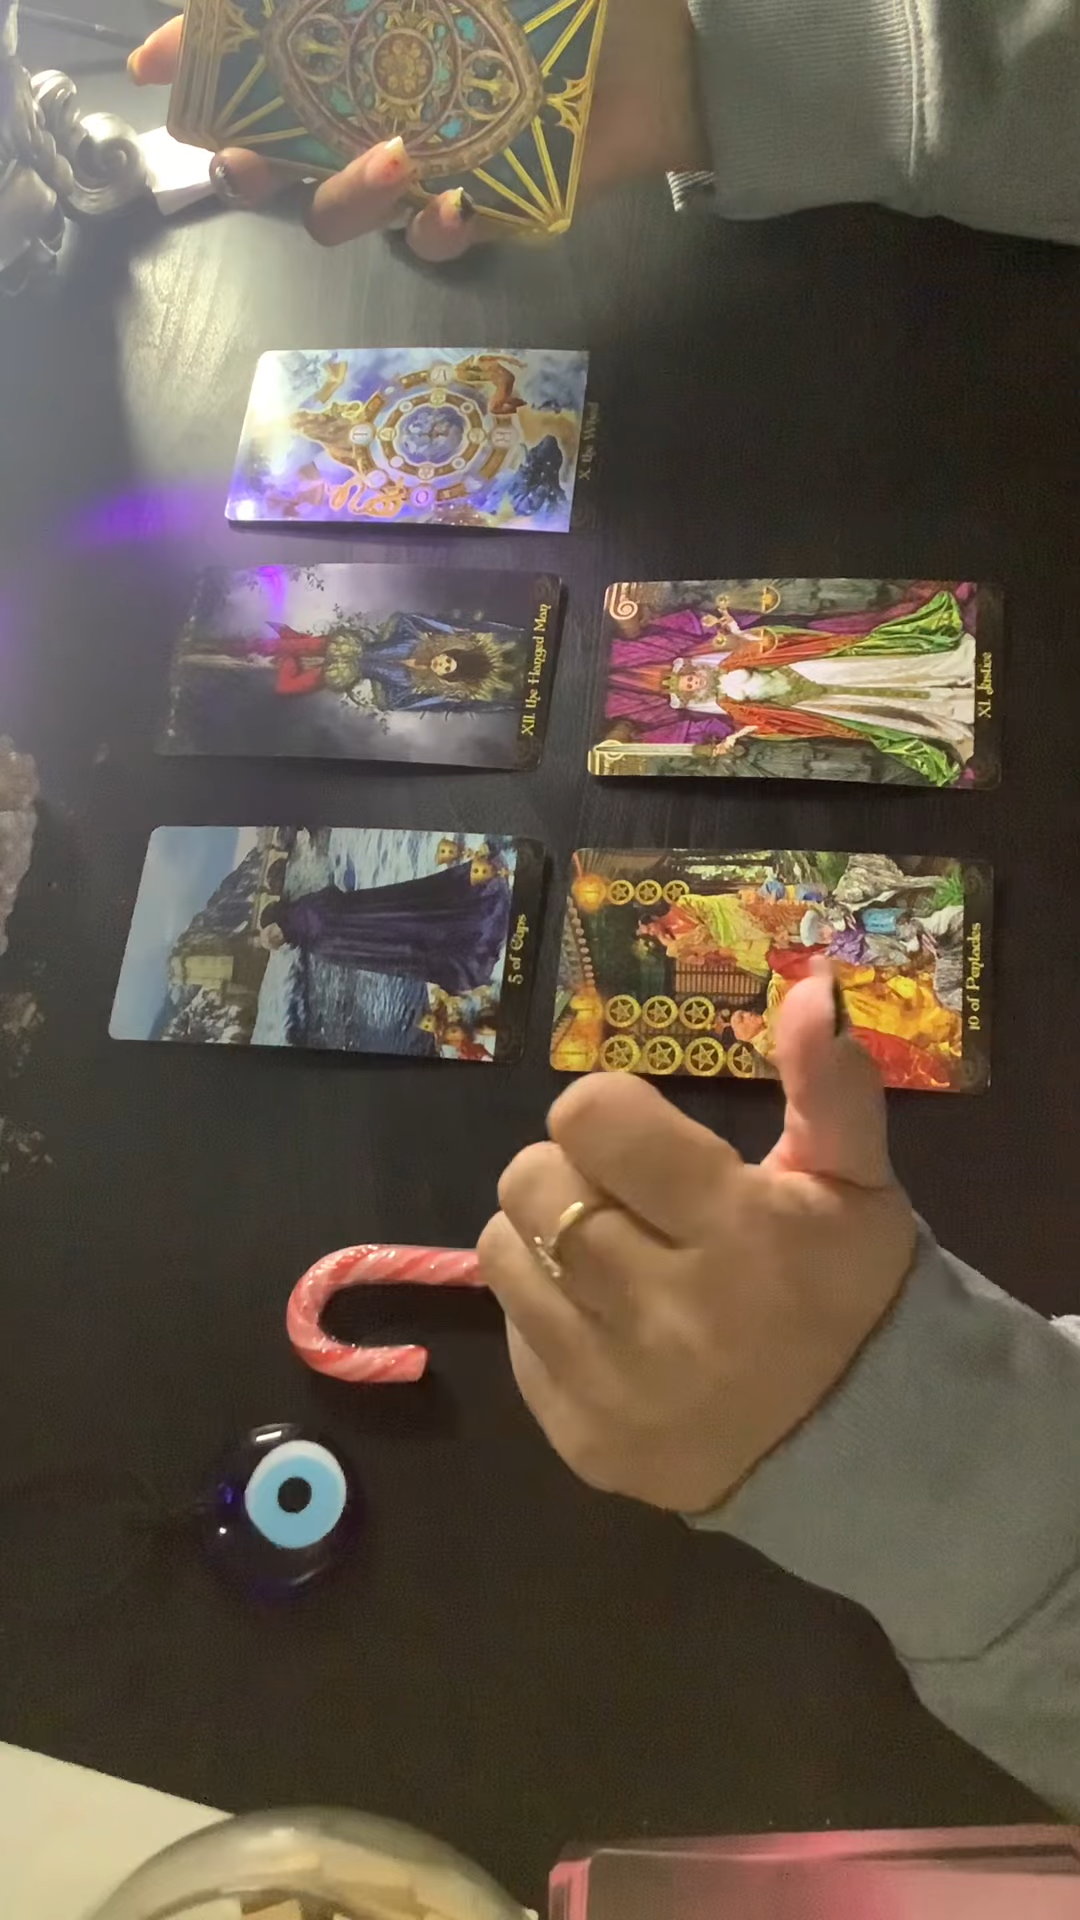 X. the Wheel
XII. the Hanged Man
XI. Justice
5 of Cups
10 of Pentacles